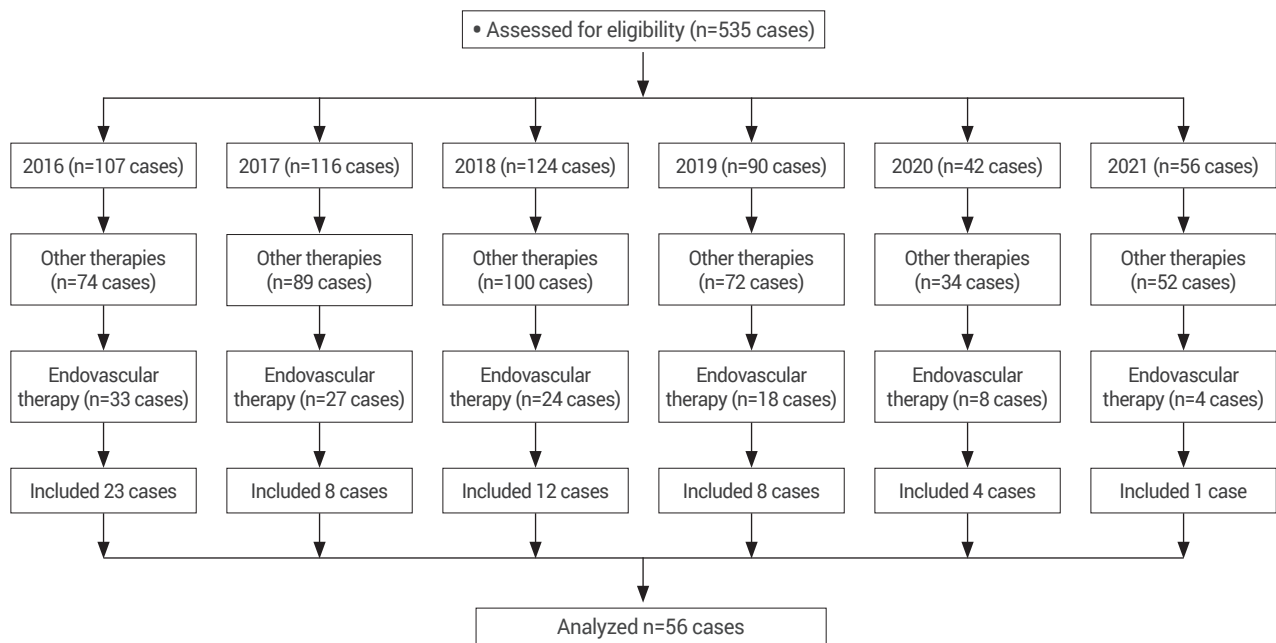 • Assessed for eligibility (n=535 cases)
2016 (n=107 cases)
2017 (n=116 cases)
2018 (n=124 cases)
2019 (n=90 cases)
2020 (n=42 cases)
2021 (n=56 cases)
Other therapies
(n=74 cases)
Other therapies
(n=89 cases)
Other therapies
(n=100 cases)
Other therapies
(n=72 cases)
Other therapies
(n=34 cases)
Other therapies
(n=52 cases)
Endovascular
therapy (n=33 cases)
Endovascular
therapy (n=27 cases)
Endovascular
therapy (n=24 cases)
Endovascular
therapy (n=18 cases)
Endovascular
therapy (n=8 cases)
Endovascular
therapy (n=4 cases)
Included 23 cases
Included 8 cases
Included 12 cases
Included 8 cases
Included 4 cases
Included 1 case
Analyzed n=56 cases